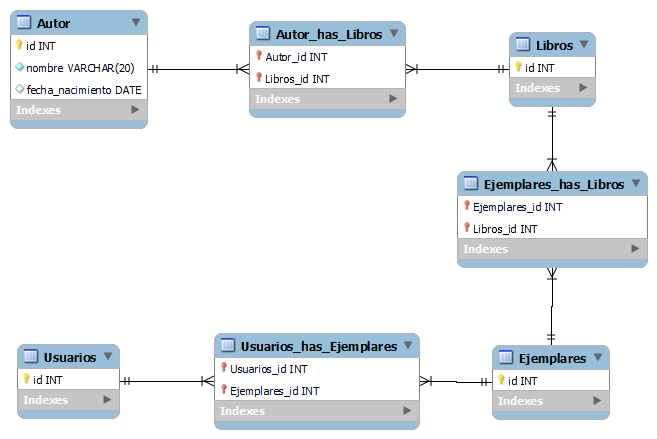 Autor
id INT
nombre VARCHAR(20)
fecha_nacimiento DATE
Indexes
Autor_has_Libros
Autor_id INT
Libros_id INT
Indexes
Libros
id INT
Indexes
Ejemplares_has_Libros
Ejemplares_id INT
Libros_id INT
Indexes
Usuarios
id INT
Indexes
Usuarios_has_Ejemplares
Usuarios_id INT
Ejemplares_id INT
Indexes
Ejemplares
id INT
Indexes